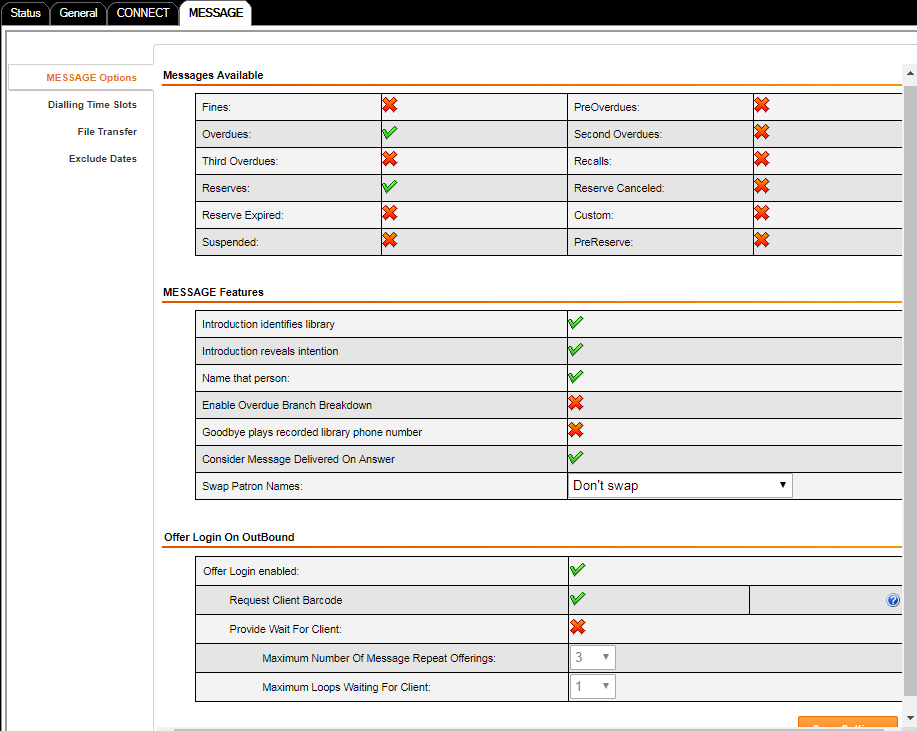 Status General CONNECT MESSAGE
MESSAGE Options
Dialling Time Slots
File Transfer
Exclude Dates
Messages Available
Fines: PreOverdues:
Overdues: Second Overdues:
Third Overdues: Recalls:
Reserves: Reserve Canceled:
Reserve Expired: Custom:
Suspended: PreReserve:
MESSAGE Features
Introduction identifies library
Introduction reveals intention
Name that person:
Enable Overdue Branch Breakdown
Goodbye plays recorded library phone number
Consider Message Delivered On Answer
Swap Patron Names: Don't swap
Offer Login On OutBound
Offer Login enabled:
Request Client Barcode ?
Provide Wait For Client:
Maximum Number Of Message Repeat Offerings: 3
Maximum Loops Waiting For Client: 1